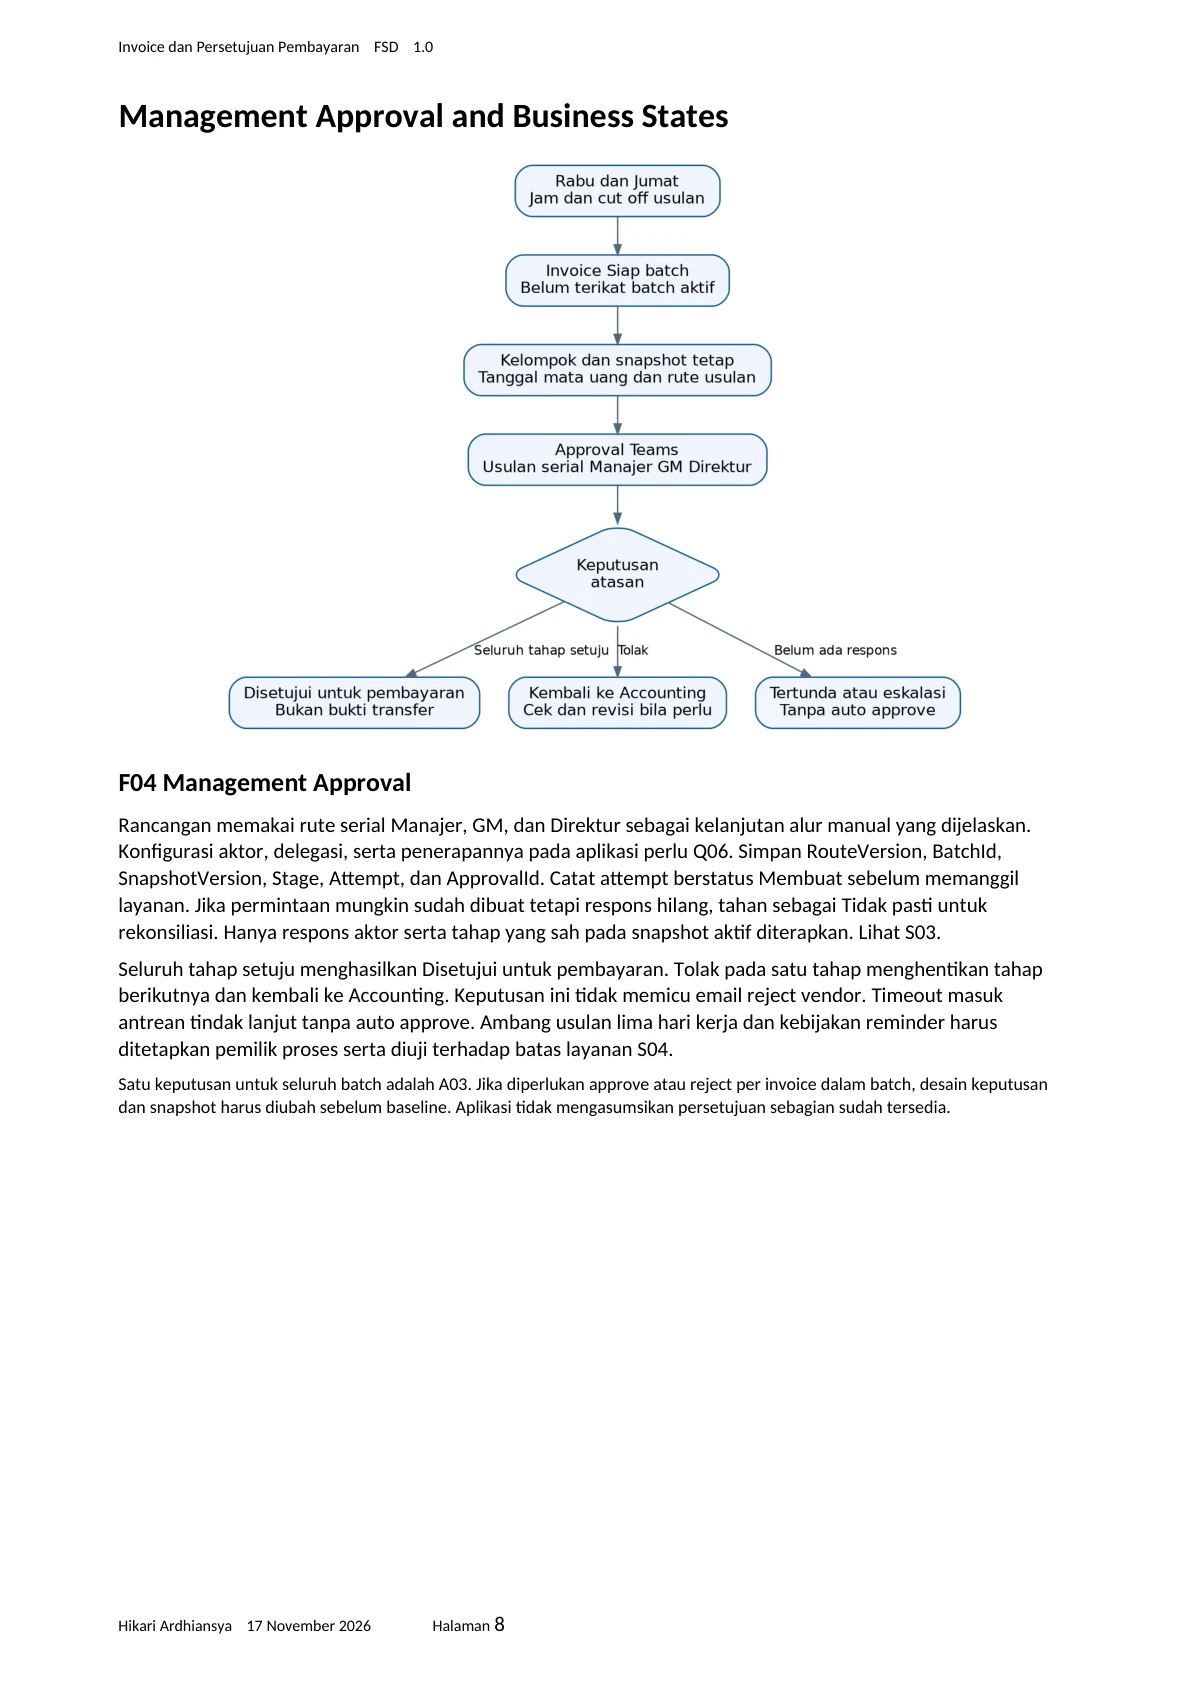 Invoice dan Persetujuan Pembayaran FSD 1.0
Management Approval and Business States
Rabu dan Jumat
Jam dan cut off usulan
Invoice Siap batch
Belum terikat batch aktif
Kelompok dan snapshot tetap
Tanggal mata uang dan rute usulan
Approval Teams
Usulan serial Manajer GM Direktur
Keputusan
atasan
Seluruh tahap setuju
Tolak
Belum ada respons
Disetujui untuk pembayaran
Bukan bukti transfer
Kembali ke Accounting
Cek dan revisi bila perlu
Tertunda atau eskalasi
Tanpa auto approve
F04 Management Approval
Rancangan memakai rute serial Manajer, GM, dan Direktur sebagai kelanjutan alur manual yang dijelaskan.
Konfigurasi aktor, delegasi, serta penerapannya pada aplikasi perlu Q06. Simpan RouteVersion, BatchId,
SnapshotVersion, Stage, Attempt, dan ApprovalId. Catat attempt berstatus Membuat sebelum memanggil
layanan. Jika permintaan mungkin sudah dibuat tetapi respons hilang, tahan sebagai Tidak pasti untuk
rekonsiliasi. Hanya respons aktor serta tahap yang sah pada snapshot aktif diterapkan. Lihat S03.
Seluruh tahap setuju menghasilkan Disetujui untuk pembayaran. Tolak pada satu tahap menghentikan tahap
berikutnya dan kembali ke Accounting. Keputusan ini tidak memicu email reject vendor. Timeout masuk
antrean tindak lanjut tanpa auto approve. Ambang usulan lima hari kerja dan kebijakan reminder harus
ditetapkan pemilik proses serta diuji terhadap batas layanan S04.
Satu keputusan untuk seluruh batch adalah A03. Jika diperlukan approve atau reject per invoice dalam batch, desain keputusan
dan snapshot harus diubah sebelum baseline. Aplikasi tidak mengasumsikan persetujuan sebagian sudah tersedia.
Hikari Ardhiansya 17 November 2026 Halaman 8